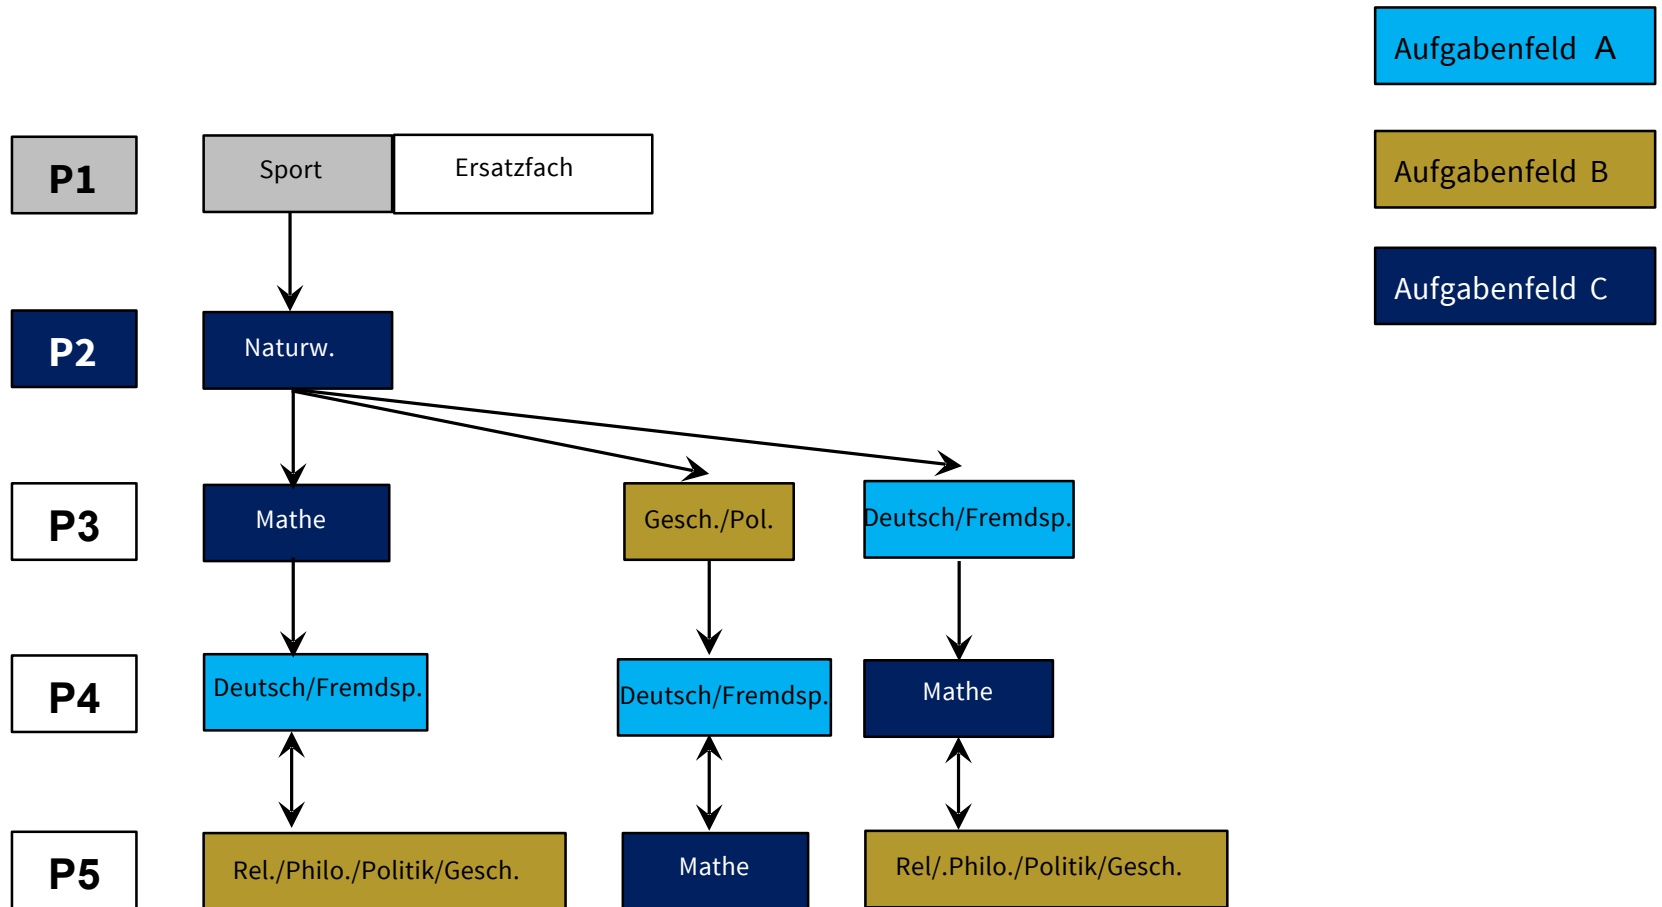 Aufgabenfeld A
Aufgabenfeld B
Aufgabenfeld C
P1
Sport
Ersatzfach
P2
Naturw.
P3
Mathe
Gesch./Pol.
Deutsch/Fremdsp.
P4
Deutsch/Fremdsp.
Deutsch/Fremdsp.
Mathe
P5
Rel./Philo./Politik/Gesch.
Mathe
Rel/.Philo./Politik/Gesch.